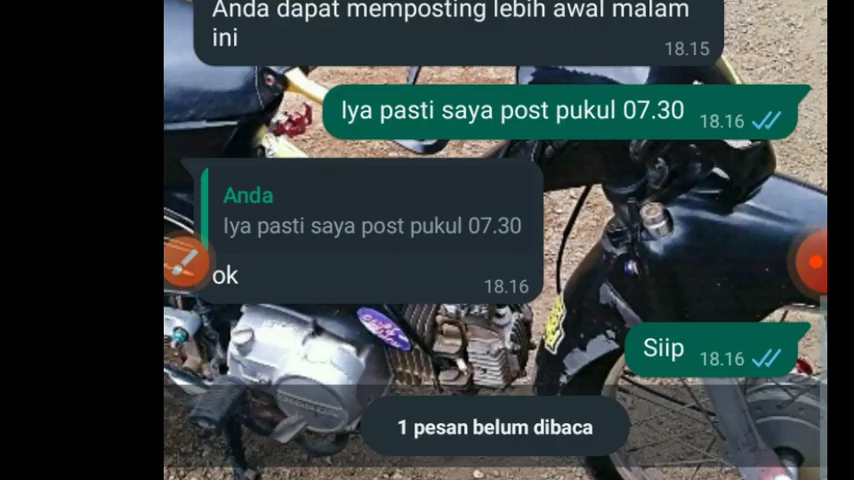 Anda dapat memposting lebih awal malam
ini
18.15
Iya pasti saya post pukul 07.30
18.16
Anda
Iya pasti saya post pukul 07.30
ok
18.16
Siip
18.16
1 pesan belum dibaca